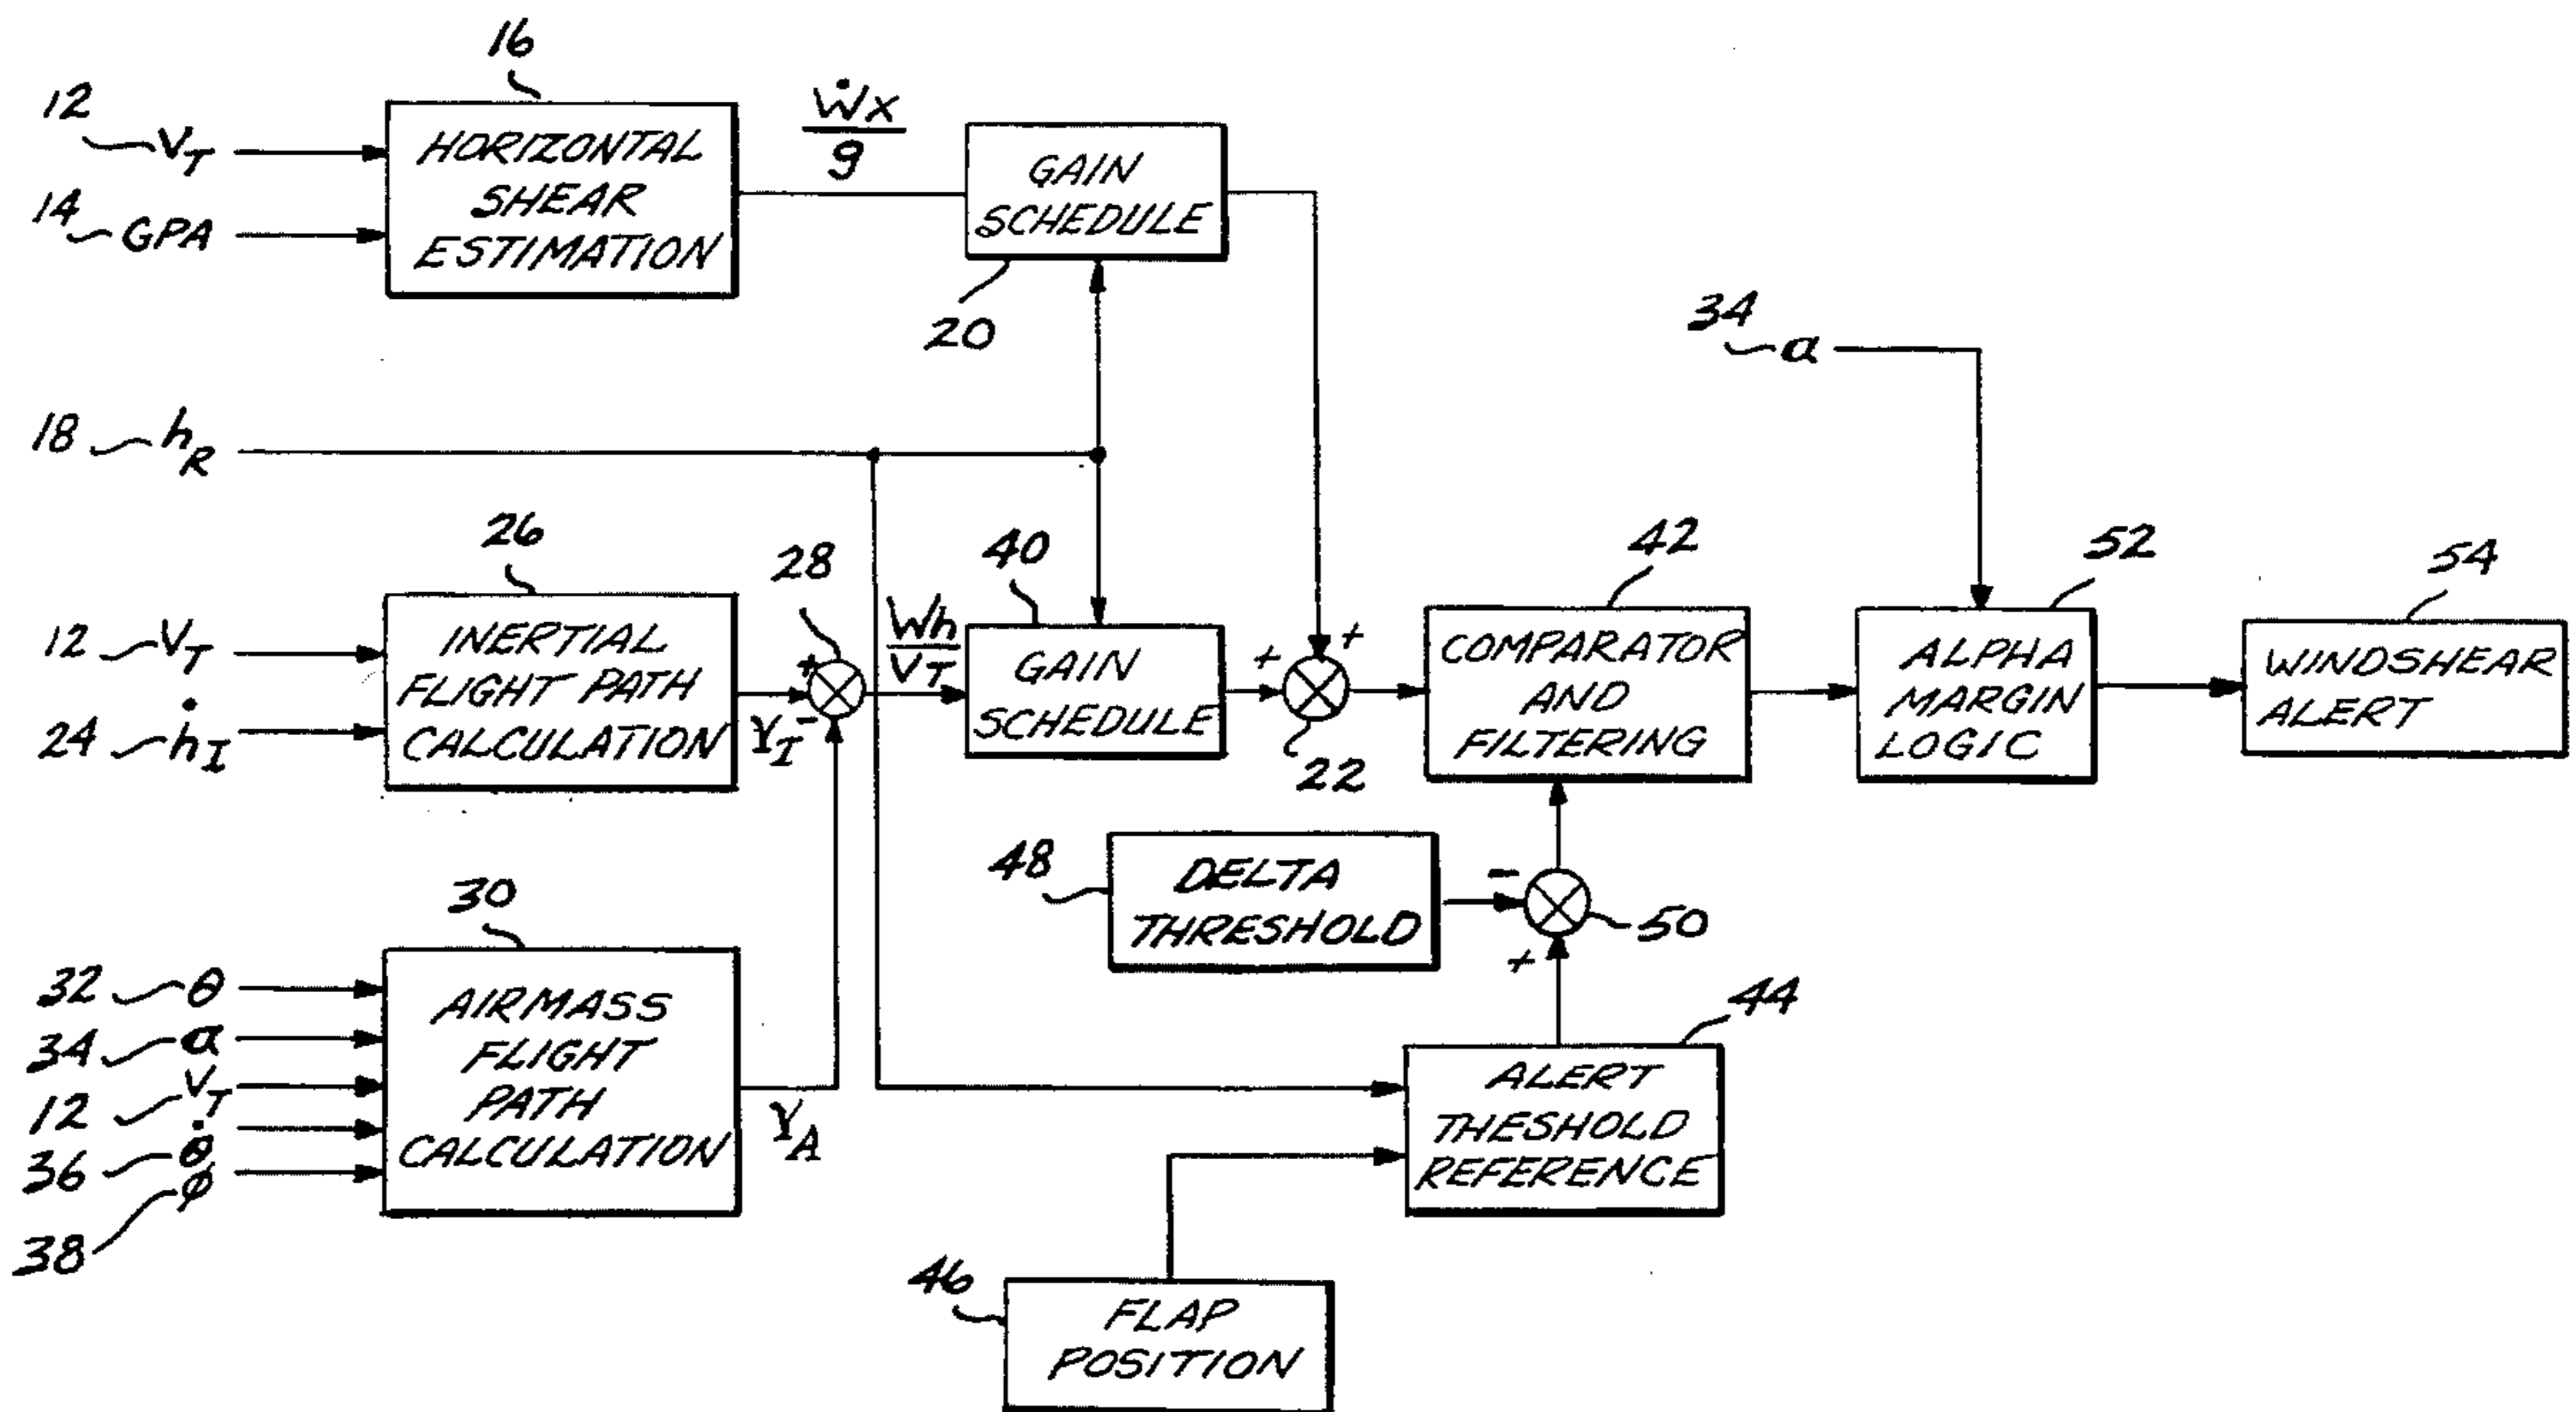 16
12
V_T
HORIZONTAL
SHEAR
ESTIMATION
Ẇx
g
GAIN
SCHEDULE
14
GPA
20
34
α
18
h_R
26
28
40
42
52
54
12
V_T
INERTIAL
FLIGHT PATH
CALCULATION
+
-
γ_I
Wh
V_T
GAIN
SCHEDULE
+
+
22
COMPARATOR
AND
FILTERING
ALPHA
MARGIN
LOGIC
WINDSHEAR
ALERT
24
ḣ_I
48
DELTA
THRESHOLD
-
+
50
30
32
θ
34
α
12
V_T
36
θ̇
38
φ
AIRMASS
FLIGHT
PATH
CALCULATION
γ_A
44
ALERT
THESHOLD
REFERENCE
46
FLAP
POSITION